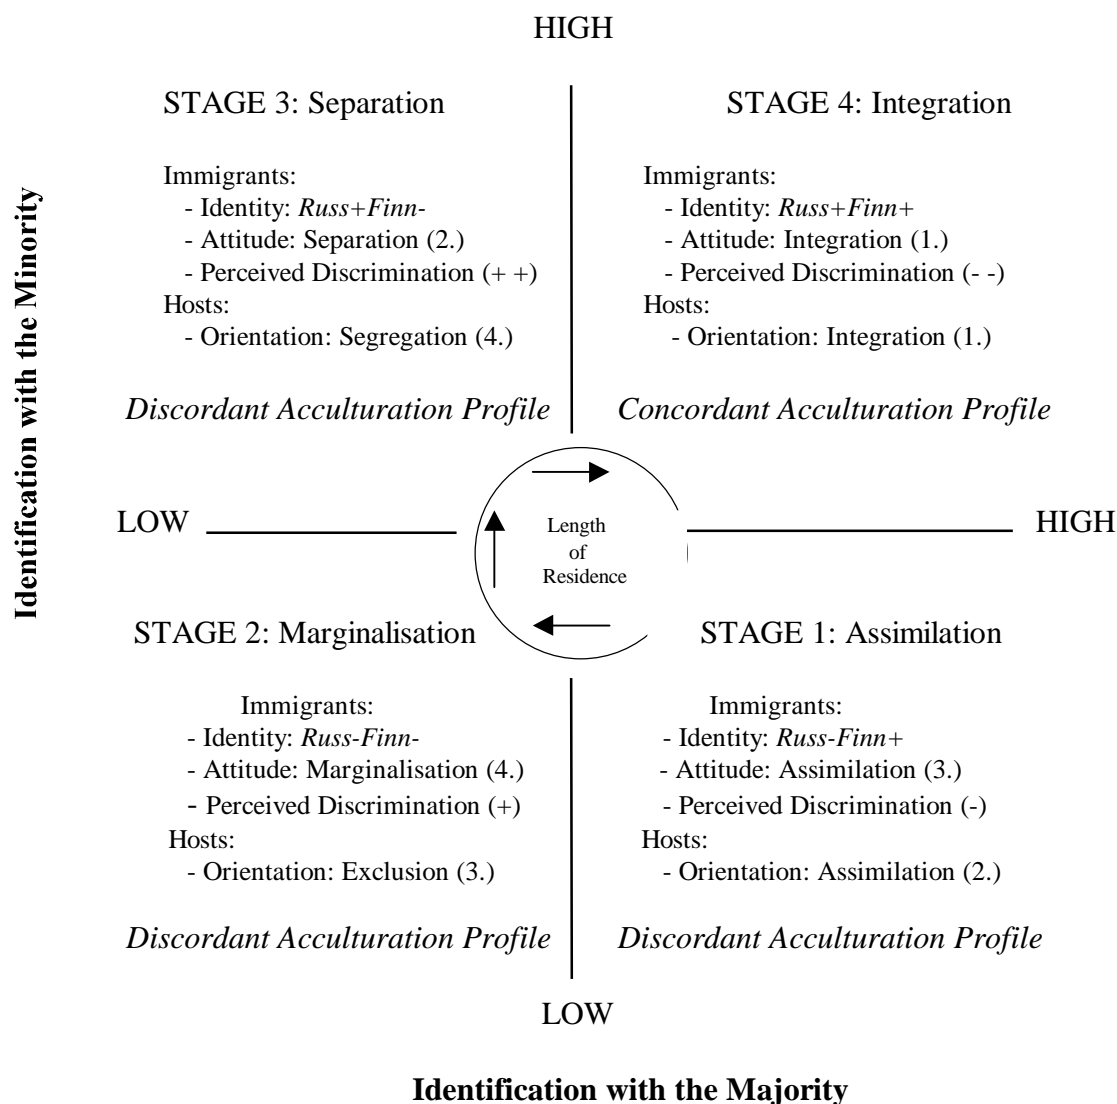 HIGH
STAGE 3: Separation
Immigrants:
- Identity: Russ+Finn-
- Attitude: Separation (2.)
- Perceived Discrimination (+ +)
Hosts:
- Orientation: Segregation (4.)
Discordant Acculturation Profile
STAGE 4: Integration
Immigrants:
- Identity: Russ+Finn+
- Attitude: Integration (1.)
- Perceived Discrimination (- -)
Hosts:
- Orientation: Integration (1.)
Concordant Acculturation Profile
Identification with the Minority
LOW
Length
of
Residence
HIGH
STAGE 2: Marginalisation
Immigrants:
- Identity: Russ-Finn-
- Attitude: Marginalisation (4.)
- Perceived Discrimination (+)
Hosts:
- Orientation: Exclusion (3.)
Discordant Acculturation Profile
STAGE 1: Assimilation
Immigrants:
- Identity: Russ-Finn+
- Attitude: Assimilation (3.)
- Perceived Discrimination (-)
Hosts:
- Orientation: Assimilation (2.)
Discordant Acculturation Profile
LOW
Identification with the Majority